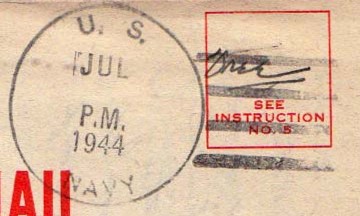 U. S.
JUL
P.M.
1944
NAVY
SEE
INSTRUCTION
NO. 5